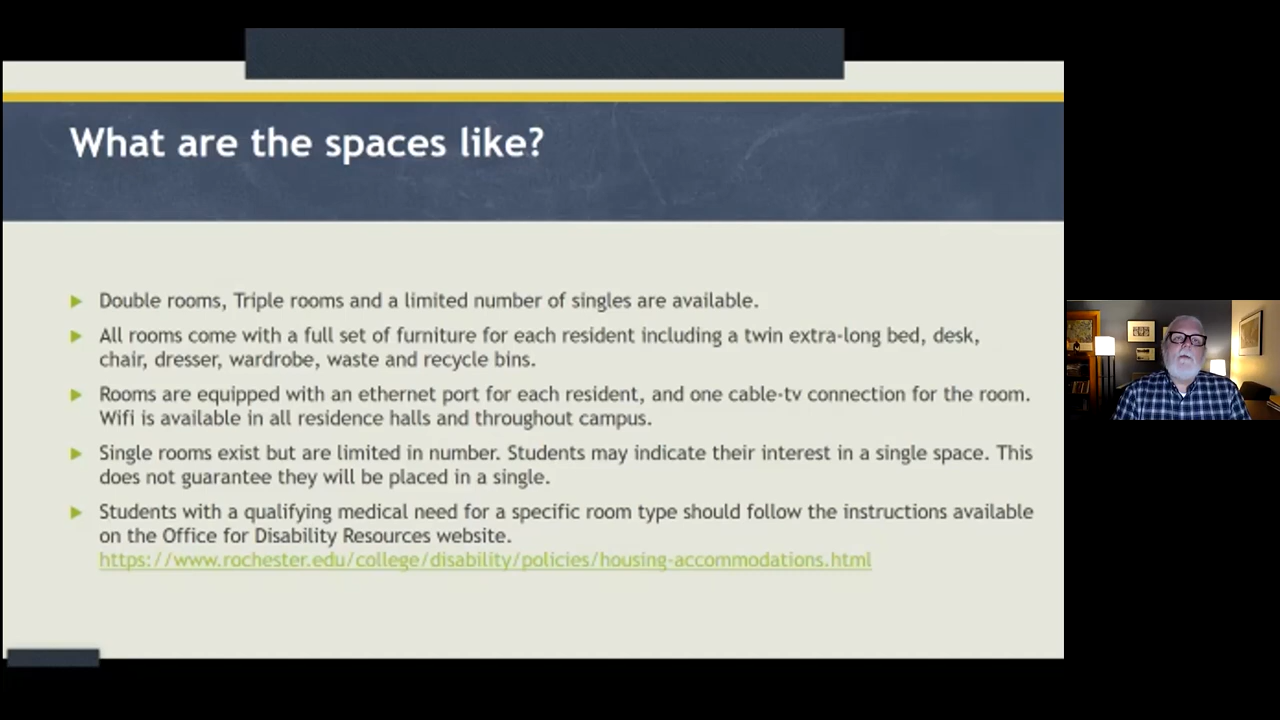 What are the spaces like?
Double rooms, Triple rooms and a limited number of singles are available.
All rooms come with a full set of furniture for each resident including a twin extra-long bed, desk,
chair, dresser, wardrobe, waste and recycle bins.
Rooms are equipped with an ethernet port for each resident, and one cable-tv connection for the room.
Wifi is available in all residence halls and throughout campus.
Single rooms exist but are limited in number. Students may indicate their interest in a single space. This
does not guarantee they will be placed in a single.
Students with a qualifying medical need for a specific room type should follow the instructions available
on the Office for Disability Resources website.
https://www.rochester.edu/college/disability/policies/housing-accommodations.html